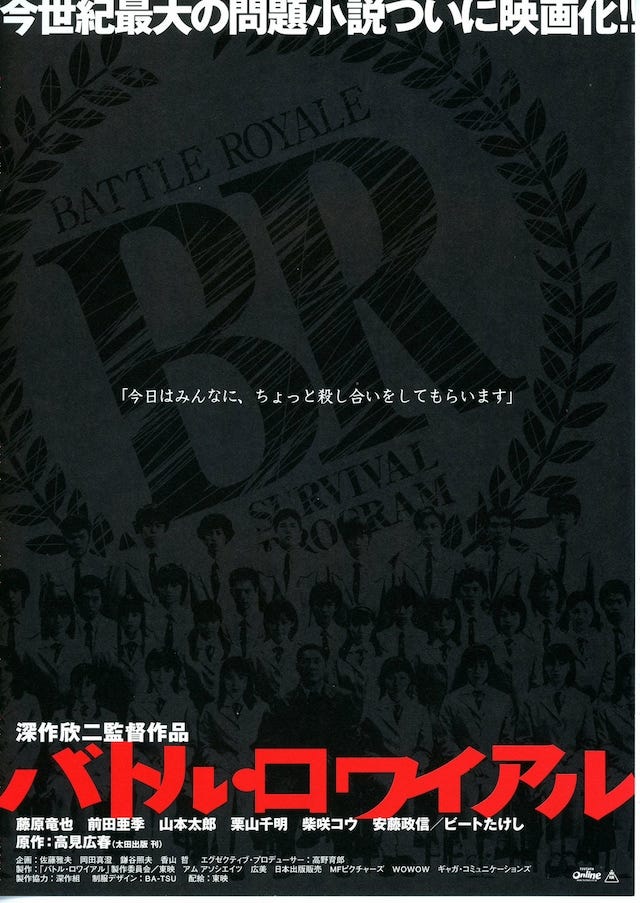 今世紀最大の問題小説ついに映画化!!
BATTLE ROYALE
BR
「今日はみんなに、ちょっと殺し合いをしてもらいます」
SURVIVAL
PROGRAM
深作欣二監督作品
バトル・ロワイアル
藤原竜也 前田亜季 山本太郎 栗山千明 柴咲コウ 安藤政信/ビートたけし
原作:高見広春(太田出版 刊)
企画:佐藤雅夫 岡田真澄 鎌谷照夫 香山 哲 エグゼクティブ・プロデューサー:高野育郎
製作:「バトル・ロワイアル」製作委員会/東映 アム アソシエイツ 広美 日本出版販売 MFピクチャーズ WOWOW ギャガ・コミュニケーションズ
製作協力:深作組 制服デザイン:BA-TSU 配給:東映
Online